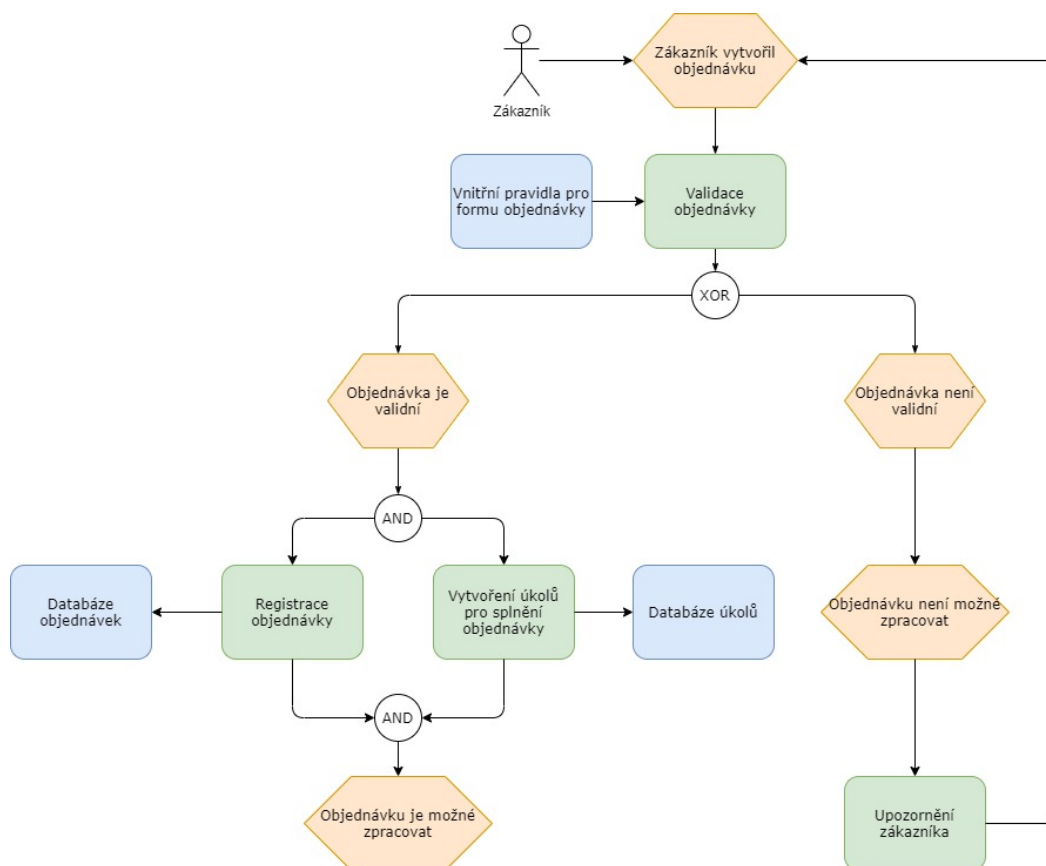 Zákazník vytvořil
objednávku
Zákazník
Vnitřní pravidla pro
formu objednávky
Validace
objednávky
XOR
Objednávka je
validní
Objednávka není
validní
AND
Databáze
objednávek
Registrace
objednávky
Vytvoření úkolů
pro splnění
objednávky
Databáze úkolů
Objednávku není možné
zpracovat
AND
Objednávku je možné
zpracovat
Upozornění
zákazníka